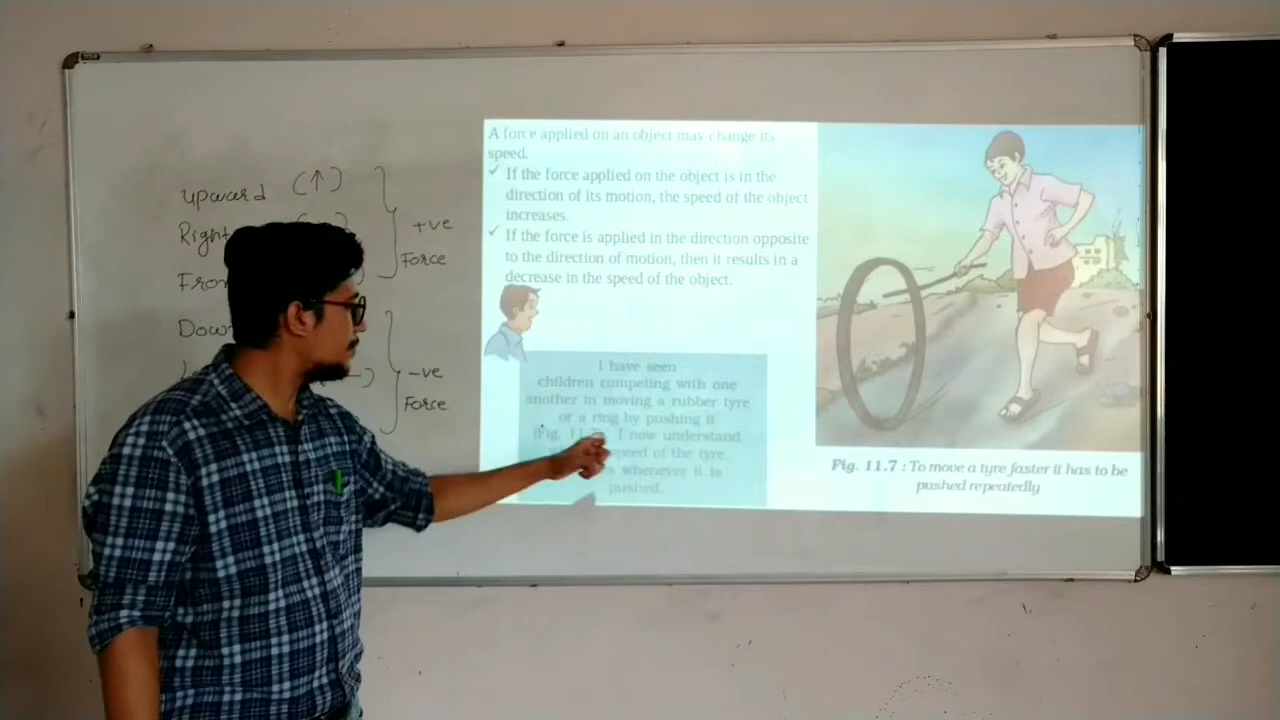 upward (↑)
Right
+ve
Force
-ve
Force
A force applied on an object may change its
speed.
✓ If the force applied on the object is in the
direction of its motion, the speed of the object
increases.
✓ If the force is applied in the direction opposite
to the direction of motion, then it results in a
decrease in the speed of the object.
I have seen
children competing with one
another in moving a rubber tyre
or a ring by pushing it
(Fig. I now understand
speed of the tyre
whenever it is
pushed.
Fig. 11.7 : To move a tyre faster it has to be
pushed repeatedly